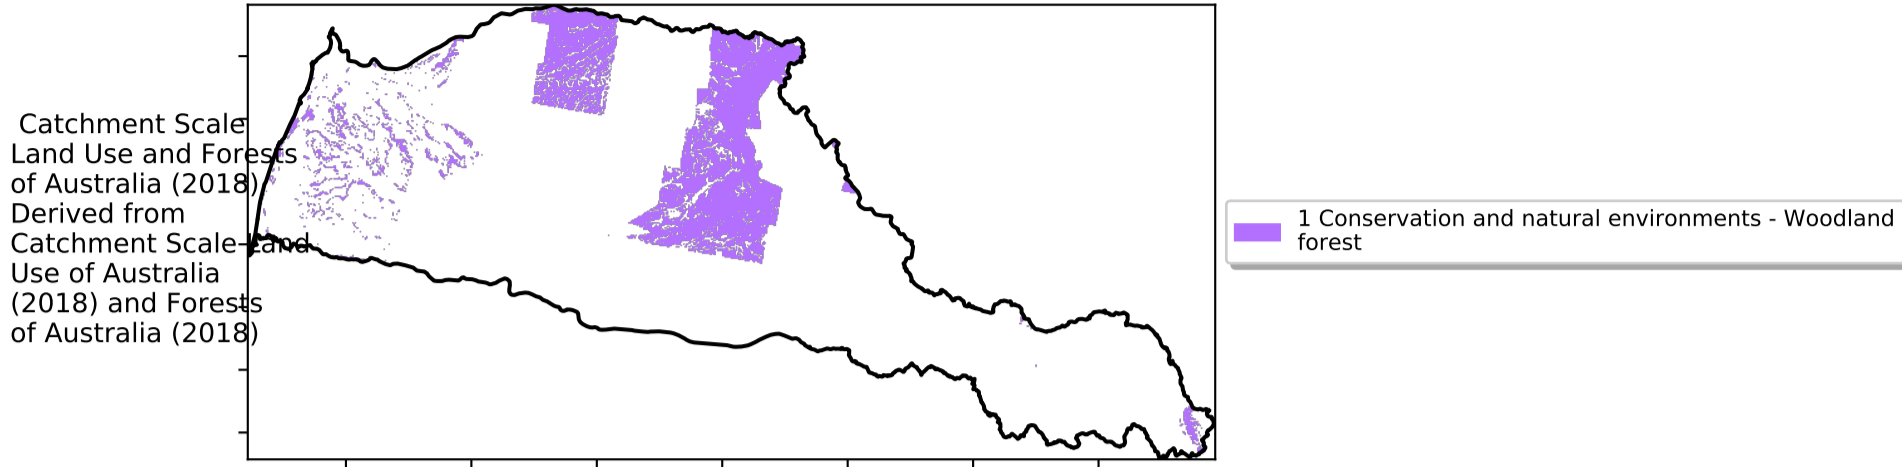 Catchment Scale
Land Use and Forests
of Australia (2018)
Derived from
Catchment Scale Land
Use of Australia
(2018) and Forests
of Australia (2018)
1 Conservation and natural environments - Woodland
forest